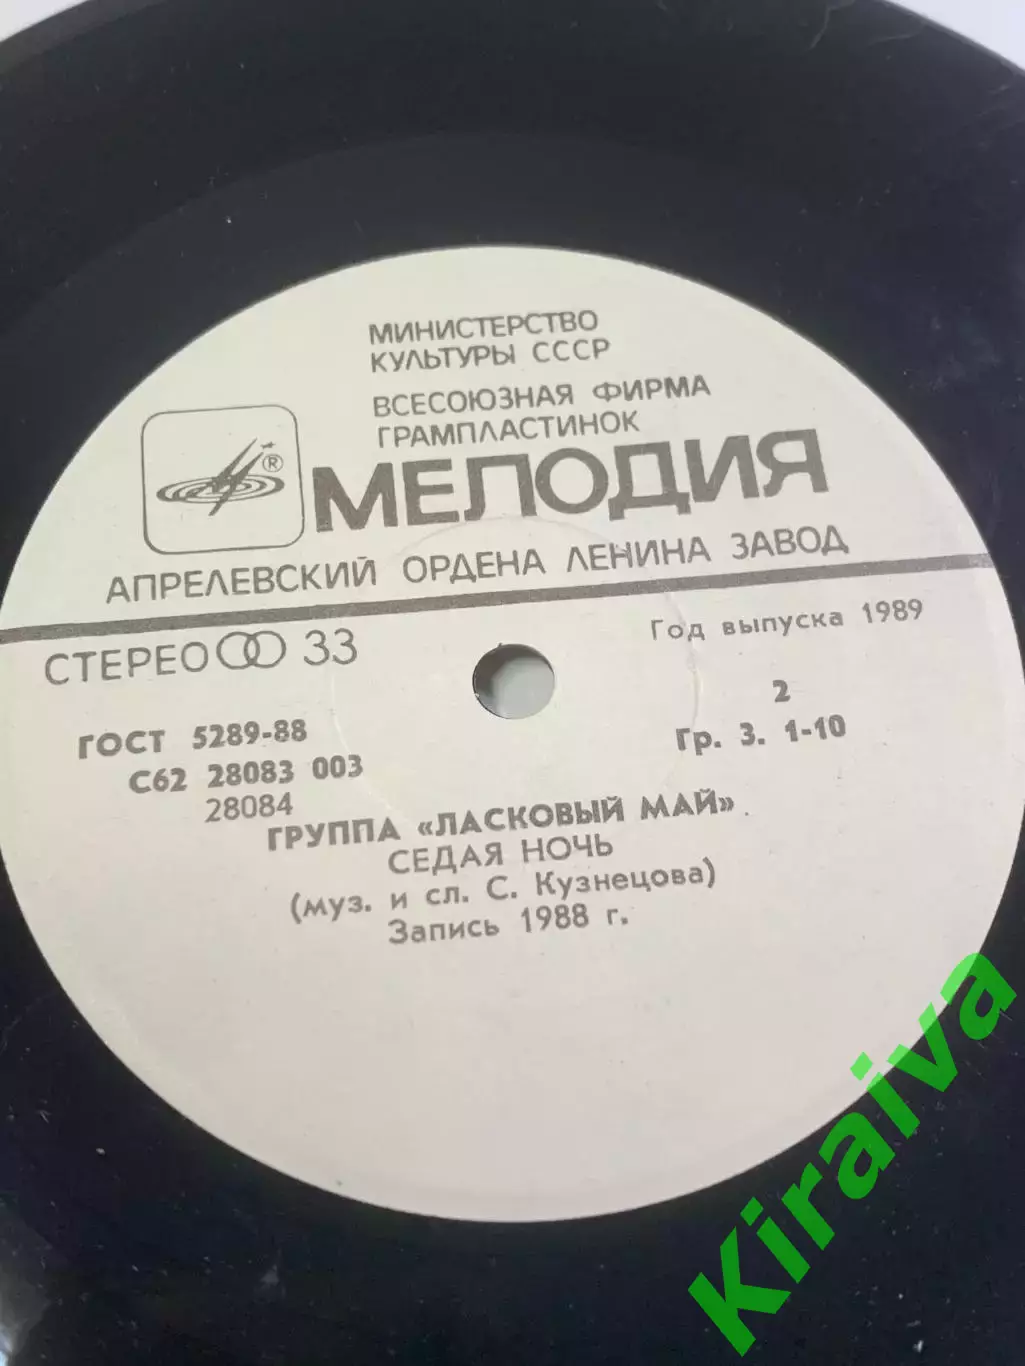 МИНИСТЕРСТВО
КУЛЬТУРЫ СССР
ВСЕСОЮЗНАЯ ФИРМА
ГРАМПЛАСТИНОК
®
МЕЛОДИЯ
АПРЕЛЕВСКИЙ ОРДЕНА ЛЕНИНА ЗАВОД
СТЕРЕО 33
Год выпуска 1989
ГОСТ 5289-88
2
С62 28083 003
Гр. 3. 1-10
28084
ГРУППА «ЛАСКОВЫЙ МАЙ»
СЕДАЯ НОЧЬ
(муз. и сл. С. Кузнецова)
Запись 1988 г.
Kiraiva